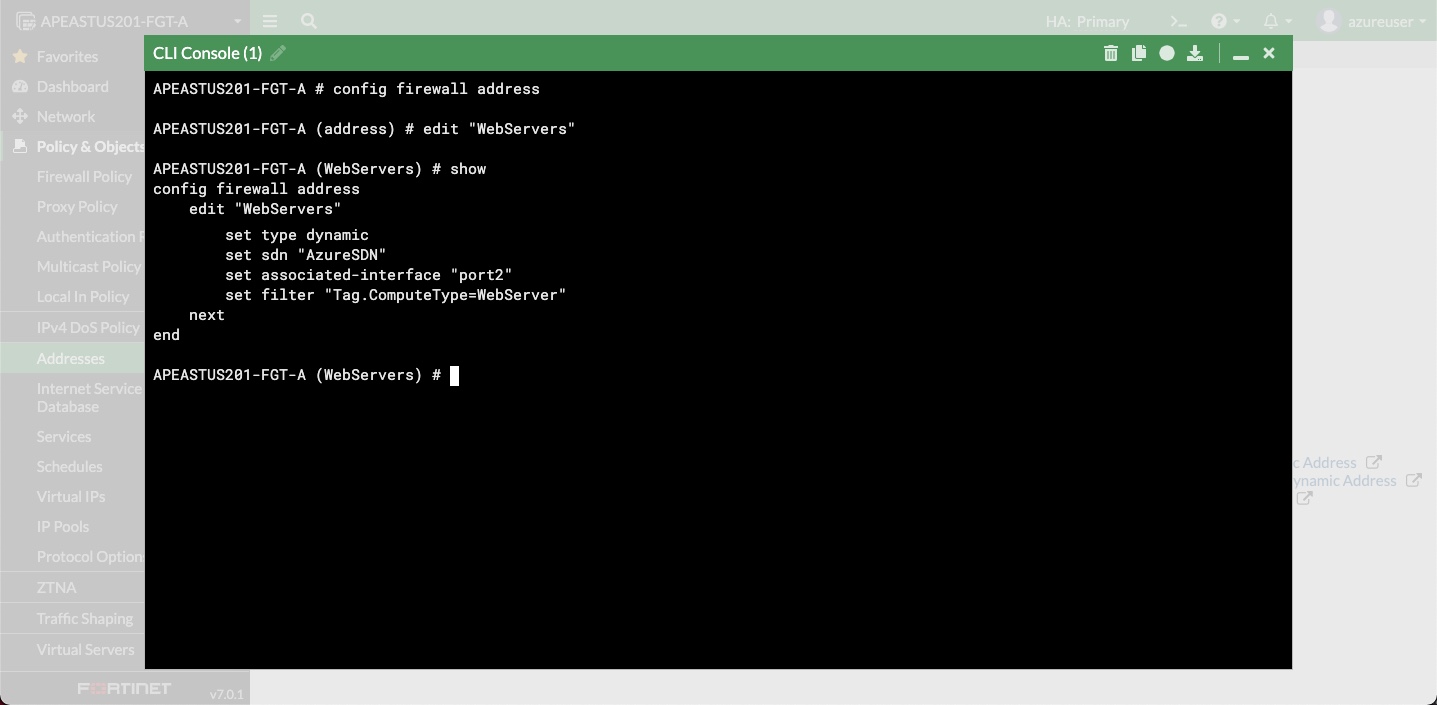 APEASTUS201-FGT-A
HA: Primary
>_
azureuser
Favorites
Dashboard
Network
Policy & Objects
Firewall Policy
Proxy Policy
Authentication
Multicast Policy
Local In Policy
IPv4 DoS Policy
Addresses
Internet Service
Database
Services
Schedules
Virtual IPs
IP Pools
Protocol Option
ZTNA
Traffic Shaping
Virtual Servers
FORTINET
v7.0.1
CLI Console (1)
APEASTUS201-FGT-A # config firewall address
APEASTUS201-FGT-A (address) # edit "WebServers"
APEASTUS201-FGT-A (WebServers) # show
config firewall address
    edit "WebServers"
        set type dynamic
        set sdn "AzureSDN"
        set associated-interface "port2"
        set filter "Tag.ComputeType=WebServer"
    next
end
APEASTUS201-FGT-A (WebServers) #
c Address
ynamic Address